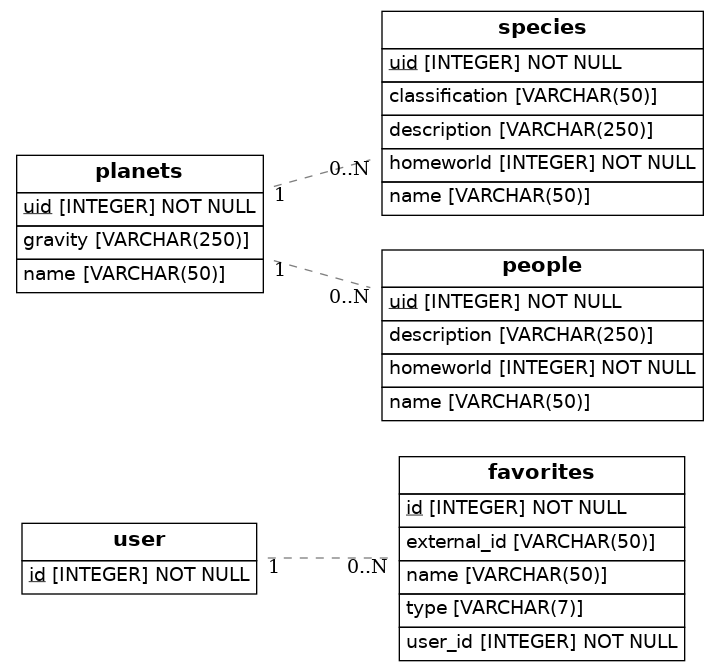 species
uid [INTEGER] NOT NULL
classification [VARCHAR(50)]
description [VARCHAR(250)]
homeworld [INTEGER] NOT NULL
name [VARCHAR(50)]
planets
uid [INTEGER] NOT NULL
gravity [VARCHAR(250)]
name [VARCHAR(50)]
0..N
1
1
0..N
people
uid [INTEGER] NOT NULL
description [VARCHAR(250)]
homeworld [INTEGER] NOT NULL
name [VARCHAR(50)]
user
id [INTEGER] NOT NULL
1
0..N
favorites
id [INTEGER] NOT NULL
external_id [VARCHAR(50)]
name [VARCHAR(50)]
type [VARCHAR(7)]
user_id [INTEGER] NOT NULL